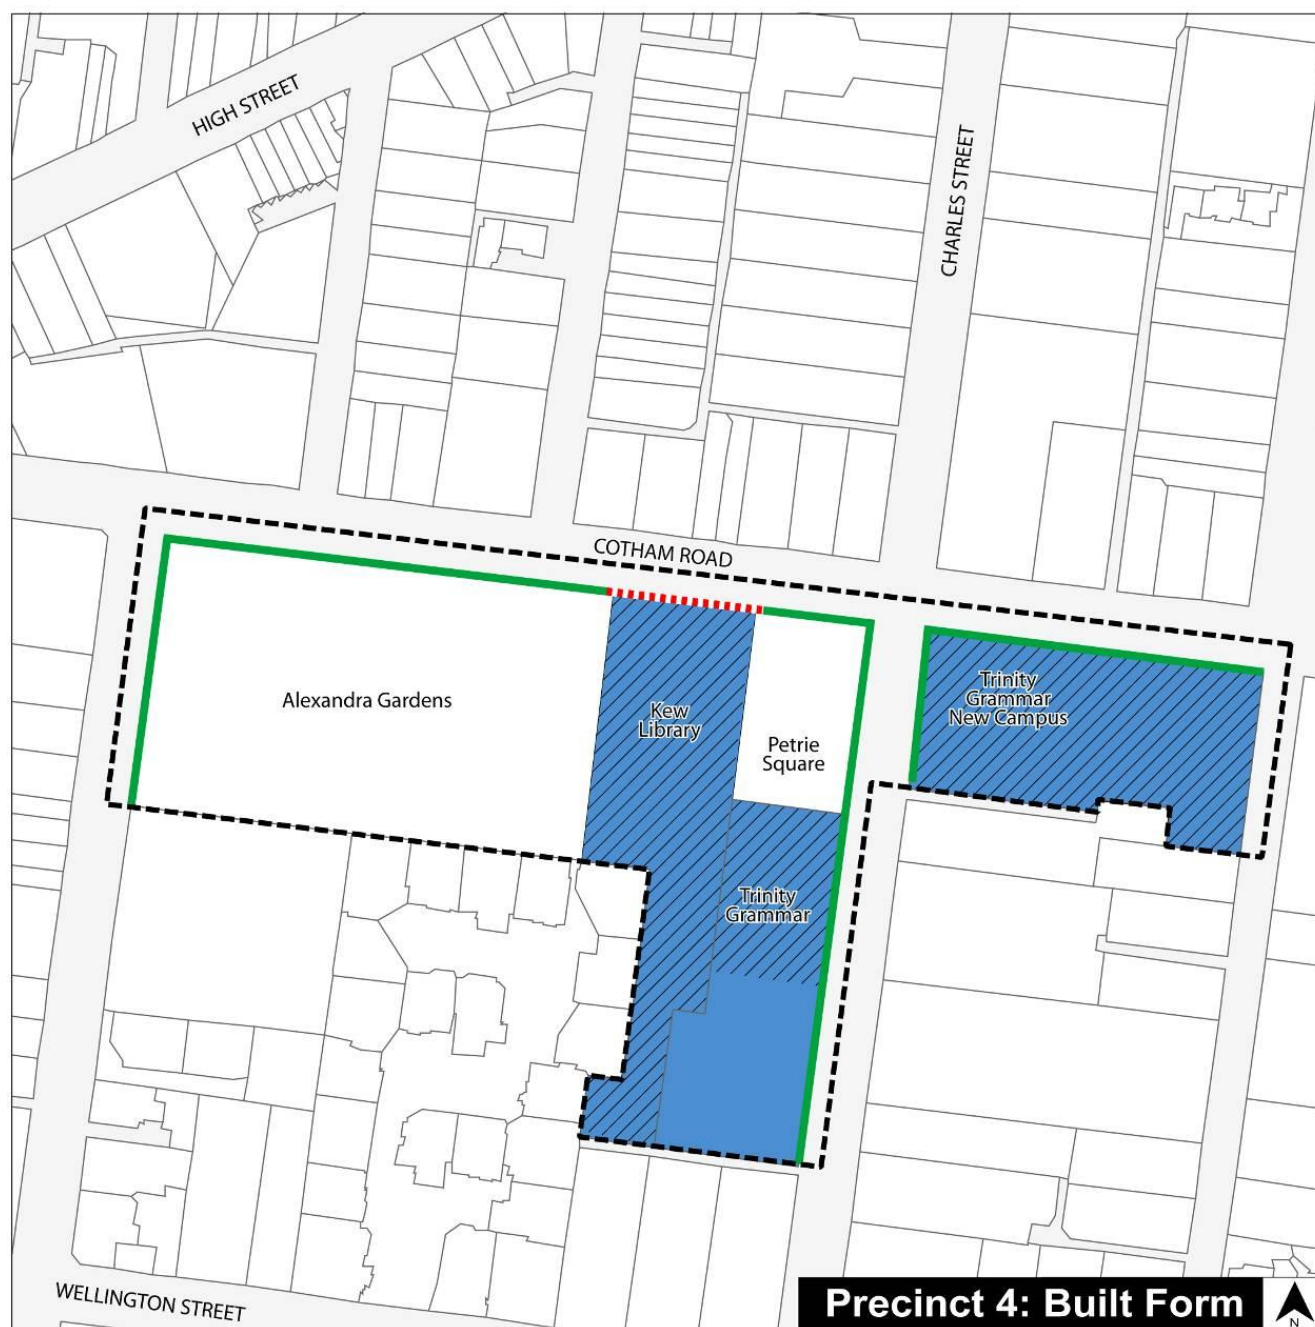 HIGH STREET
CHARLES STREET
COTHAM ROAD
Alexandra Gardens
Kew
Library
Petrie
Square
Trinity
Grammar
New Campus
Trinity
Grammar
WELLINGTON STREET
Precinct 4: Built Form
N